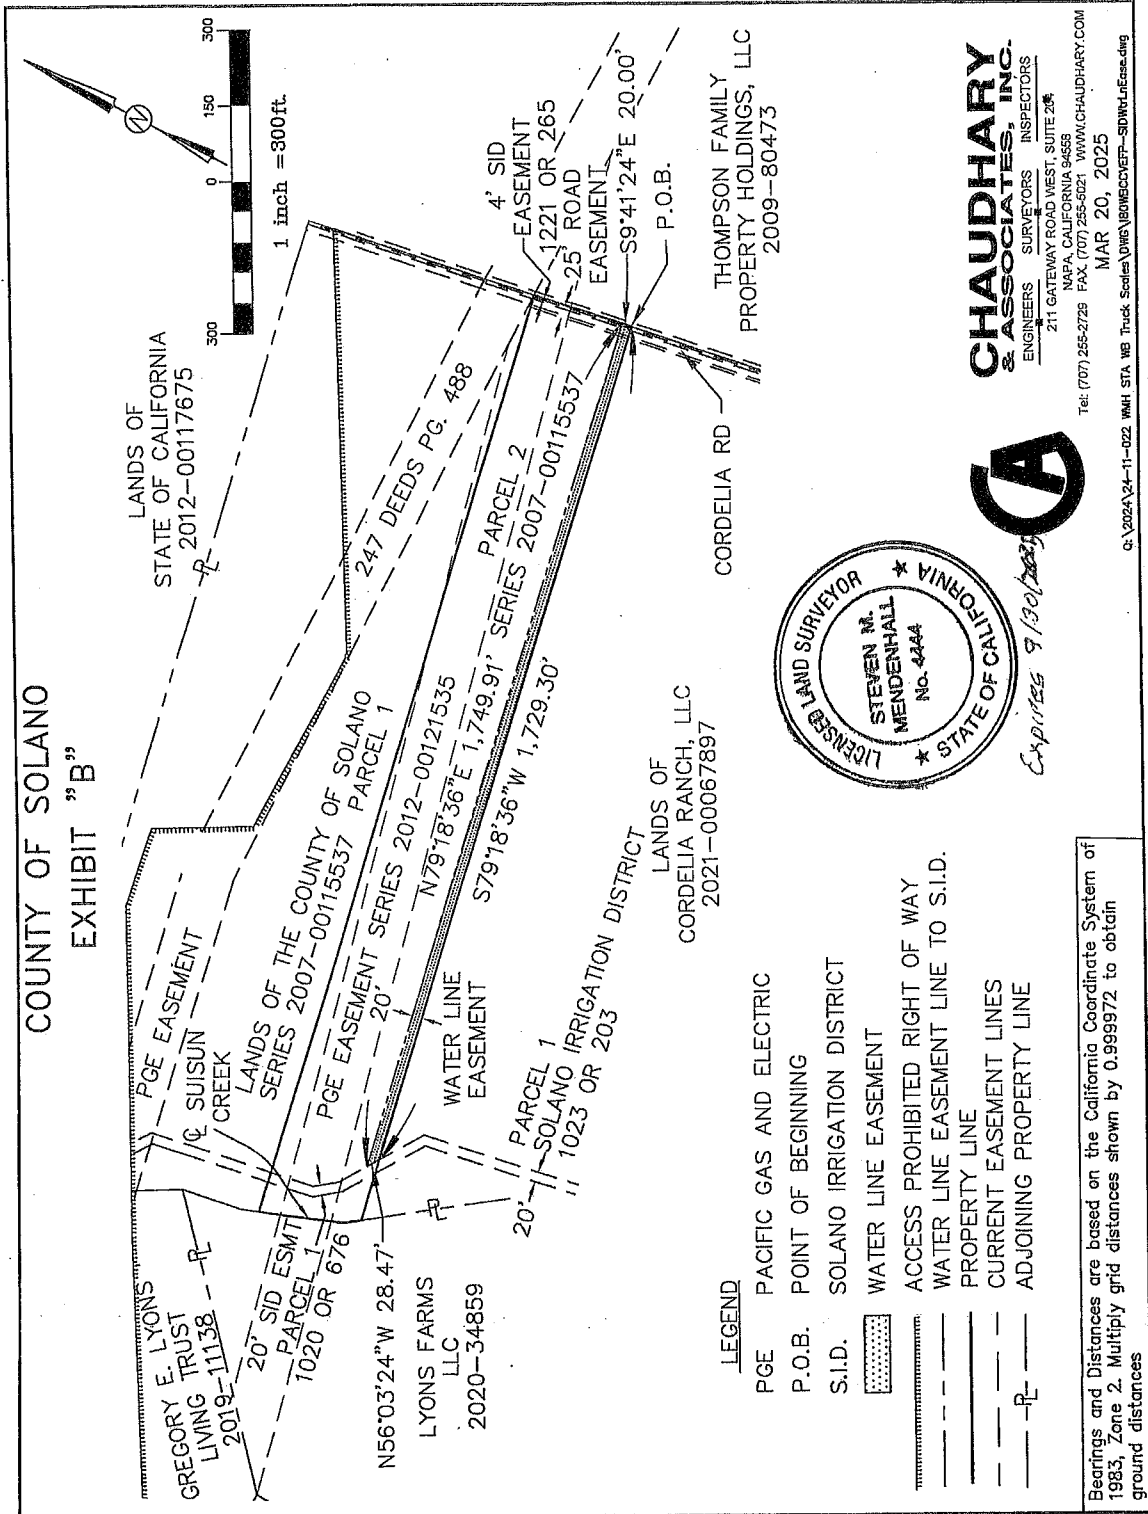 COUNTY OF SOLANO
EXHIBIT "B"
300
150
0
300
1 inch =300ft.
N
LANDS OF
STATE OF CALIFORNIA
2012-00117675
PL
PGE EASEMENT
CL SUISUN
CREEK
247 DEEDS PG. 488
LANDS OF THE COUNTY OF SOLANO
SERIES 2007-00115537 PARCEL 1
4' SID
EASEMENT
1221 OR 265
25' ROAD
EASEMENT
S9°41'24"E 20.00'
P.O.B.
GREGORY E. LYONS
LIVING TRUST
2019-11138
PL
20' SID ESMT
PARCEL 1
1020 OR 676
PGE EASEMENT SERIES 2012-00121535
PARCEL 2
SERIES 2007-00115537
20'
N79°18'36"E 1,749.91'
S79°18'36"W 1,729.30'
WATER LINE
EASEMENT
N56°03'24"W 28.47'
LYONS FARMS
LLC
2020-34859
PL
20'
PARCEL 1
SOLANO IRRIGATION DISTRICT
1023 OR 203
LANDS OF
CORDELIA RANCH, LLC
2021-00067897
CORDELIA RD
THOMPSON FAMILY
PROPERTY HOLDINGS, LLC
2009-80473
LEGEND
PGE PACIFIC GAS AND ELECTRIC
P.O.B. POINT OF BEGINNING
S.I.D. SOLANO IRRIGATION DISTRICT
WATER LINE EASEMENT
ACCESS PROHIBITED RIGHT OF WAY
WATER LINE EASEMENT LINE TO S.I.D.
PROPERTY LINE
CURRENT EASEMENT LINES
PL ADJOINING PROPERTY LINE
LICENSED LAND SURVEYOR
STEVEN M.
MENDENHALL
No. 4444
★ STATE OF CALIFORNIA ★
Expires 9/30/
CA
CHAUDHARY
& ASSOCIATES, INC.
ENGINEERS SURVEYORS INSPECTORS
211 GATEWAY ROAD WEST, SUITE 204
NAPA, CALIFORNIA 94558
Tel: (707) 255-2729 FAX. (707) 255-5021 WWW.CHAUDHARY.COM
MAR 20, 2025
Bearings and Distances are based on the California Coordinate System of
1983, Zone 2. Multiply grid distances shown by 0.999972 to obtain
ground distances